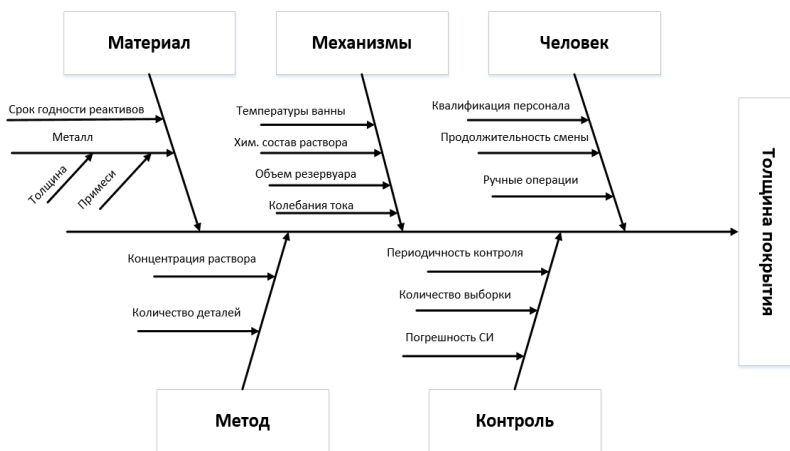 Материал
Механизмы
Человек
Срок годности реактивов
Металл
Толщина
Примеси
Температуры ванны
Хим. состав раствора
Объем резервуара
Колебания тока
Квалификация персонала
Продолжительность смены
Ручные операции
Толщина покрытия
Концентрация раствора
Количество деталей
Периодичность контроля
Количество выборки
Погрешность СИ
Метод
Контроль